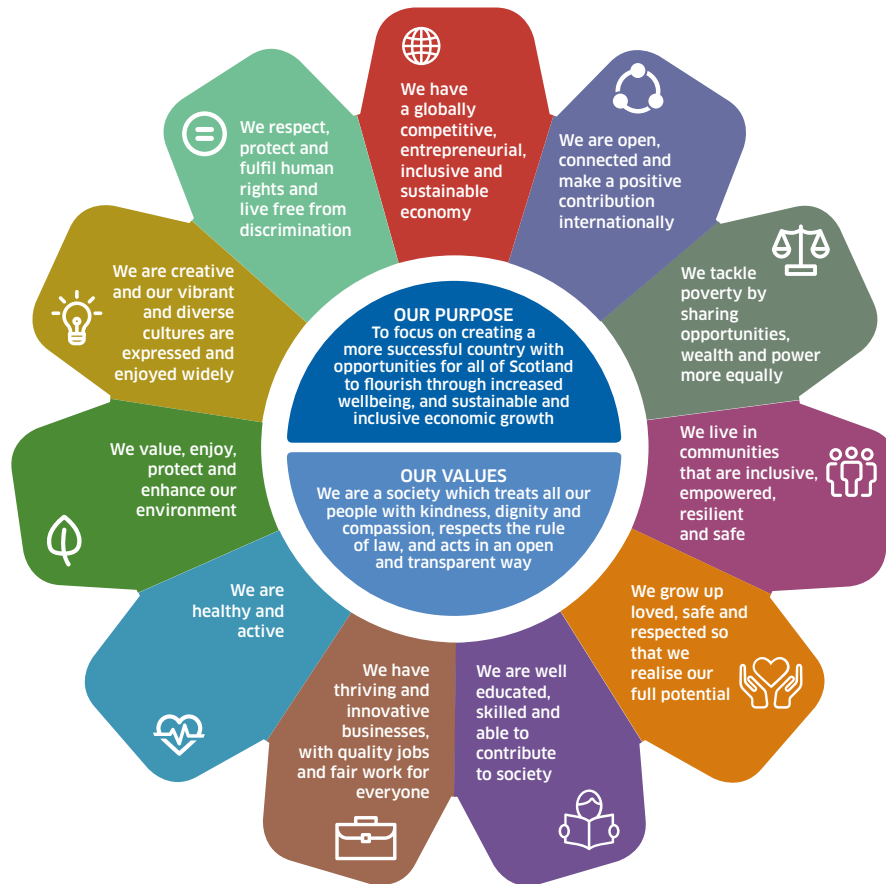 We have
a globally
competitive,
entrepreneurial,
inclusive and
sustainable
economy
We are open,
connected and
make a positive
contribution
internationally
We tackle
poverty by
sharing
opportunities,
wealth and power
more equally
We live in
communities
that are inclusive,
empowered,
resilient
and safe
We grow up
loved, safe and
respected so
that we
realise our
full potential
We are well
educated,
skilled and
able to
contribute
to society
We have
thriving and
innovative
businesses,
with quality jobs
and fair work for
everyone
We are
healthy and
active
We value, enjoy,
protect and
enhance our
environment
We are creative
and our vibrant
and diverse
cultures are
expressed and
enjoyed widely
We respect,
protect and
fulfil human
rights and
live free from
discrimination
OUR PURPOSE
To focus on creating a
more successful country with
opportunities for all of Scotland
to flourish through increased
wellbeing, and sustainable and
inclusive economic growth
OUR VALUES
We are a society which treats all our
people with kindness, dignity and
compassion, respects the rule
of law, and acts in an open
and transparent way